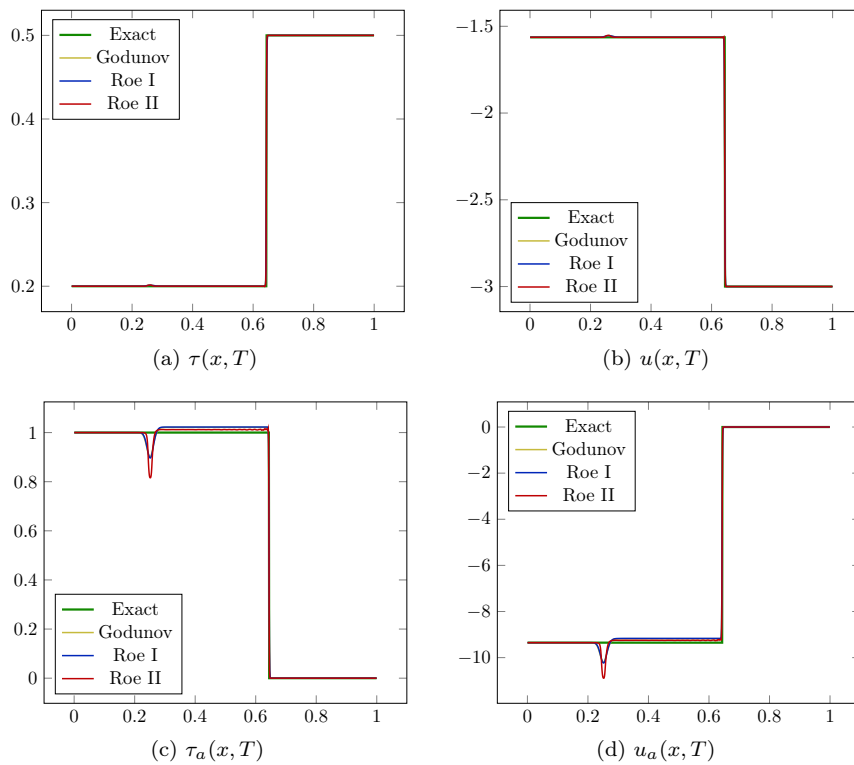 0.5
0.4
0.3
0.2
0 0.2 0.4 0.6 0.8 1
Exact
Godunov
Roe I
Roe II
(a) τ(x, T)
−1.5
−2
−2.5
−3
0 0.2 0.4 0.6 0.8 1
Exact
Godunov
Roe I
Roe II
(b) u(x, T)
1
0.8
0.6
0.4
0.2
0
0 0.2 0.4 0.6 0.8 1
Exact
Godunov
Roe I
Roe II
(c) τₐ(x, T)
0
−2
−4
−6
−8
−10
0 0.2 0.4 0.6 0.8 1
Exact
Godunov
Roe I
Roe II
(d) uₐ(x, T)